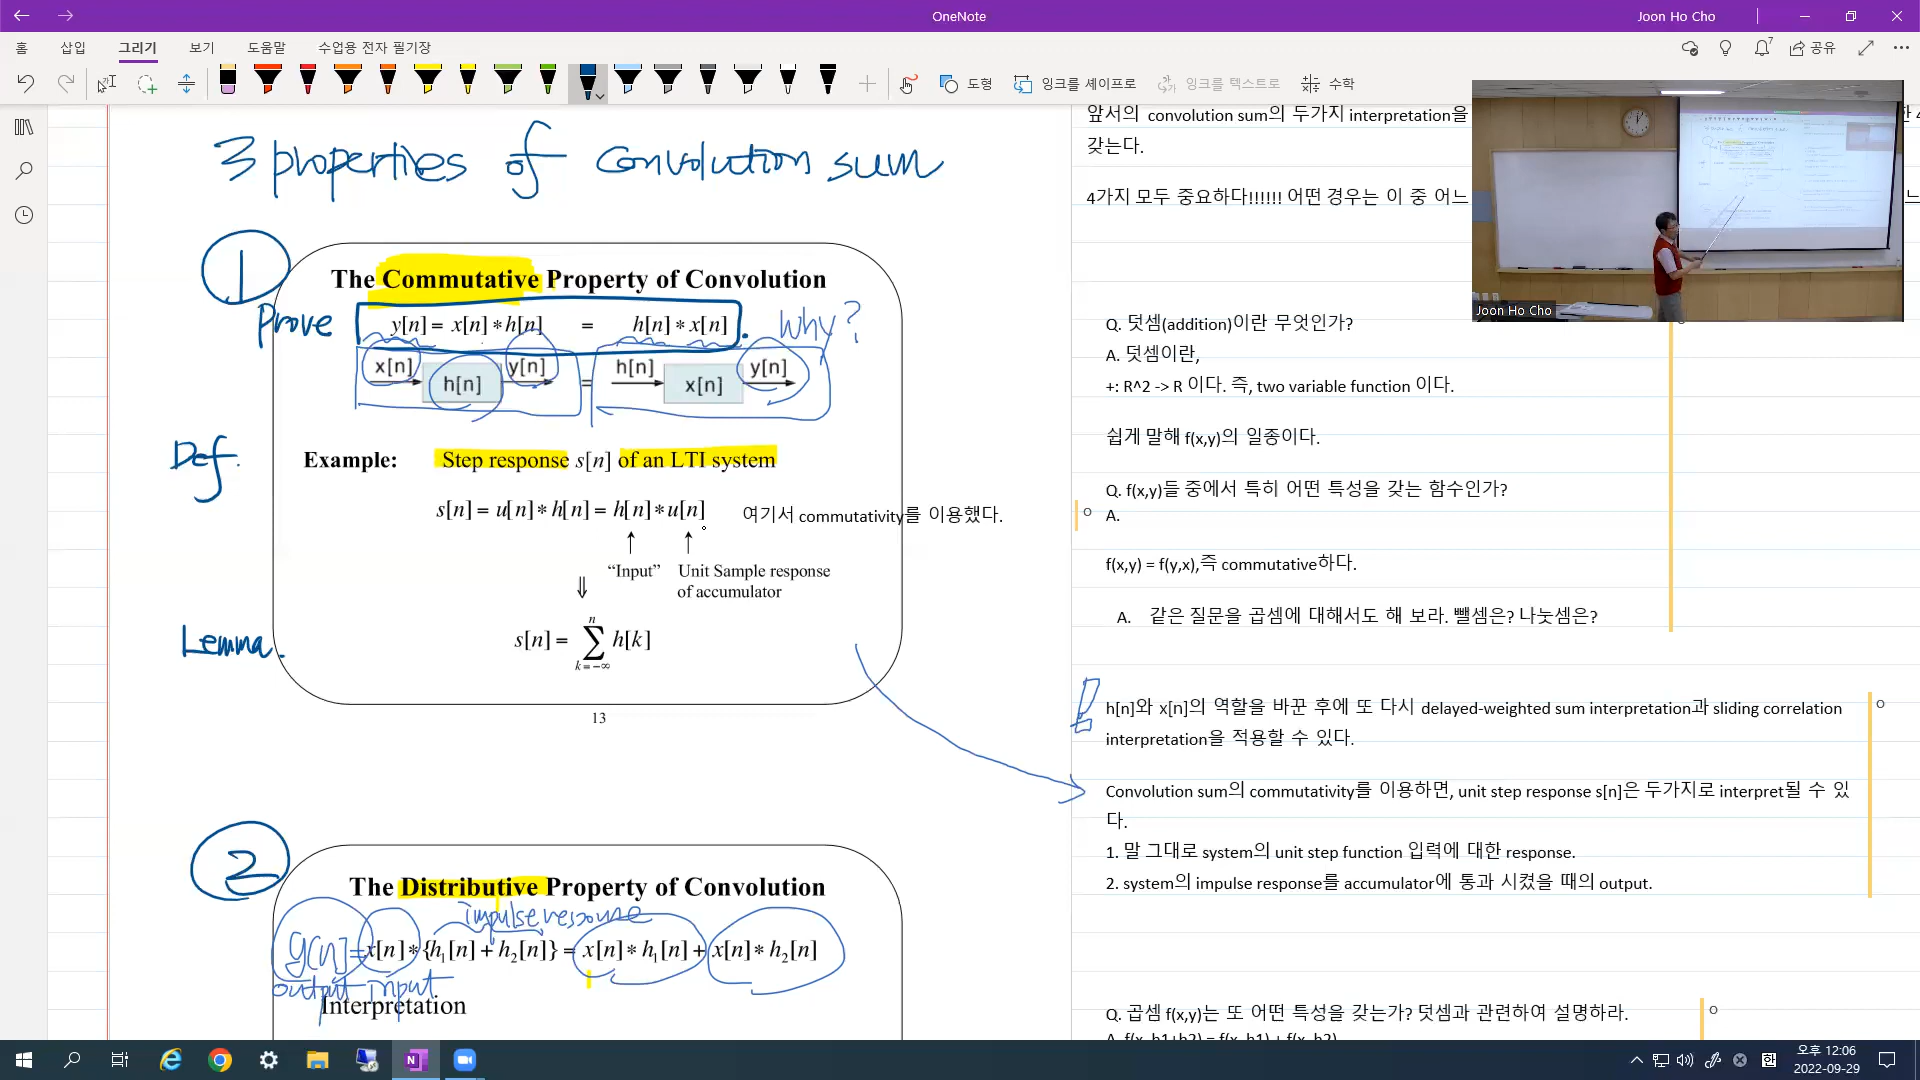 OneNote
Joon Ho Cho
홈 삽입 그리기 보기 도움말 수업용 전자 필기장
공유
도형 잉크를 셰이프로 잉크를 텍스트로 수학
3 properties of convolution sum
1
The Commutative Property of Convolution
Prove
y[n] = x[n]∗h[n] = h[n]∗x[n] .
Why?
x[n] h[n] y[n] = h[n] x[n] y[n]
Def.
Example: Step response s[n] of an LTI system
s[n] = u[n]∗h[n] = h[n]∗u[n] 여기서 commutativity를 이용했다.
↑ ↑
“Input” Unit Sample response
of accumulator
⇓
Lemma.
s[n] = ∑_{k=−∞}^{n} h[k]
13
2
The Distributive Property of Convolution
impulse response
y[n] = x[n]∗{h₁[n] + h₂[n]} = x[n]∗h₁[n] + x[n]∗h₂[n]
output input
Interpretation
앞서의 convolution sum의 두가지 interpretation을
갖는다.
4가지 모두 중요하다!!!!!! 어떤 경우는 이 중 어느
Joon Ho Cho
Q. 덧셈(addition)이란 무엇인가?
A. 덧셈이란,
+: R^2 -> R 이다. 즉, two variable function 이다.
쉽게 말해 f(x,y)의 일종이다.
Q. f(x,y)들 중에서 특히 어떤 특성을 갖는 함수인가?
A.
f(x,y) = f(y,x),즉 commutative하다.
A. 같은 질문을 곱셈에 대해서도 해 보라. 뺄셈은? 나눗셈은?
h[n]와 x[n]의 역할을 바꾼 후에 또 다시 delayed-weighted sum interpretation과 sliding correlation
interpretation을 적용할 수 있다.
Convolution sum의 commutativity를 이용하면, unit step response s[n]은 두가지로 interpret될 수 있
다.
1. 말 그대로 system의 unit step function 입력에 대한 response.
2. system의 impulse response를 accumulator에 통과 시켰을 때의 output.
Q. 곱셈 f(x,y)는 또 어떤 특성을 갖는가? 덧셈과 관련하여 설명하라.
A. f(x, h1+h2) = f(x, h1) + f(x, h2)
한
오후 12:06
2022-09-29